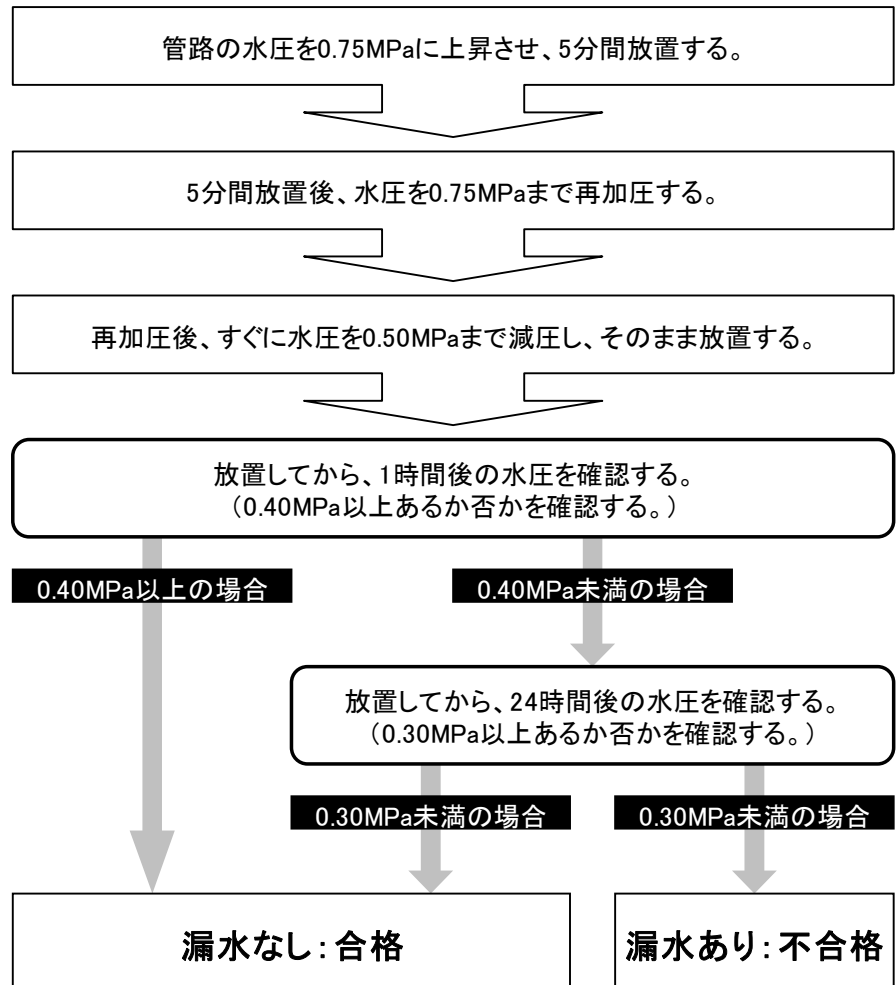 管路の水圧を0.75MPaに上昇させ、5分間放置する。
5分間放置後、水圧を0.75MPaまで再加圧する。
再加圧後、すぐに水圧を0.50MPaまで減圧し、そのまま放置する。
放置してから、1時間後の水圧を確認する。
（0.40MPa以上あるか否かを確認する。）
0.40MPa以上の場合
0.40MPa未満の場合
放置してから、24時間後の水圧を確認する。
（0.30MPa以上あるか否かを確認する。）
0.30MPa未満の場合
0.30MPa未満の場合
漏水なし：合格
漏水あり：不合格